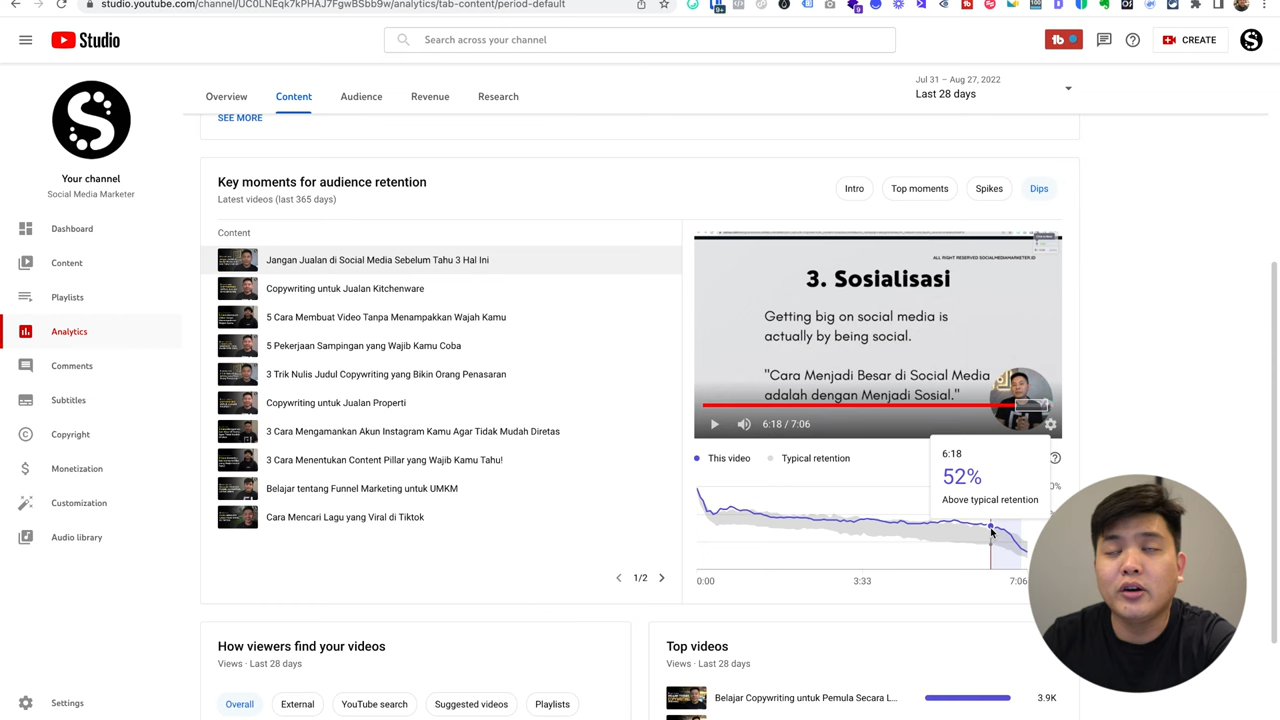 studio.youtube.com/channel/UC0LNEqk7kPHAJ7FgwBSbb9w/analytics/tab-content/period-default
Studio
Search across your channel
CREATE
Your channel
Social Media Marketer
Dashboard
Content
Playlists
Analytics
Comments
Subtitles
Copyright
Monetization
Customization
Audio library
Settings
Overview
Content
Audience
Revenue
Research
Jul 31 – Aug 27, 2022
Last 28 days
SEE MORE
Key moments for audience retention
Latest videos (last 365 days)
Intro
Top moments
Spikes
Dips
Content
Jangan Jualan di Social Media Sebelum Tahu 3 Hal Ini
Copywriting untuk Jualan Kitchenware
5 Cara Membuat Video Tanpa Menampakkan Wajah Kamu
5 Pekerjaan Sampingan yang Wajib Kamu Coba
3 Trik Nulis Judul Copywriting yang Bikin Orang Penasaran
Copywriting untuk Properti
3 Cara Mengamankan Akun Instagram Kamu Agar Tidak Mudah Diretas
3 Cara Menentukan Content Pillar yang Wajib Kamu Tahu!
Belajar tentang Funnel Marketing untuk UMKM
Cara Mencari Lagu yang Viral di Tiktok
1/2
ALL RIGHT RESERVED SOCIALMEDIAMARKETER.ID
3. Sosialisasi
Getting big on social media is
actually by being social.
"Cara Menjadi Besar di Social Media
adalah dengan Menjadi Sosial."
6:18 / 7:06
This video
Typical retention
6:18
52%
Above typical retention
0%
0:00
3:33
7:06
How viewers find your videos
Views · Last 28 days
Overall
External
YouTube search
Suggested videos
Playlists
Top videos
Views · Last 28 days
Belajar Copywriting untuk Pemula Secara L...
3.9K